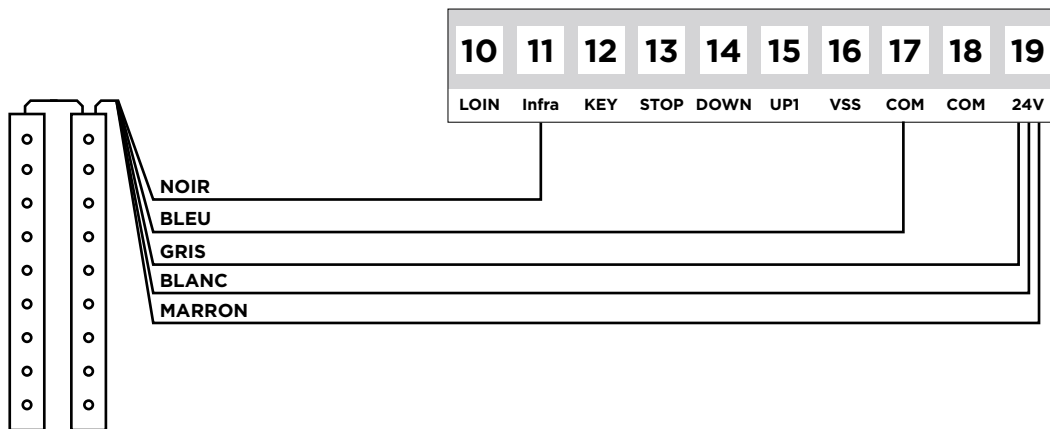 10 11 12 13 14 15 16 17 18 19
LOIN Infra KEY STOP DOWN UP1 VSS COM COM 24V
NOIR
BLEU
GRIS
BLANC
MARRON